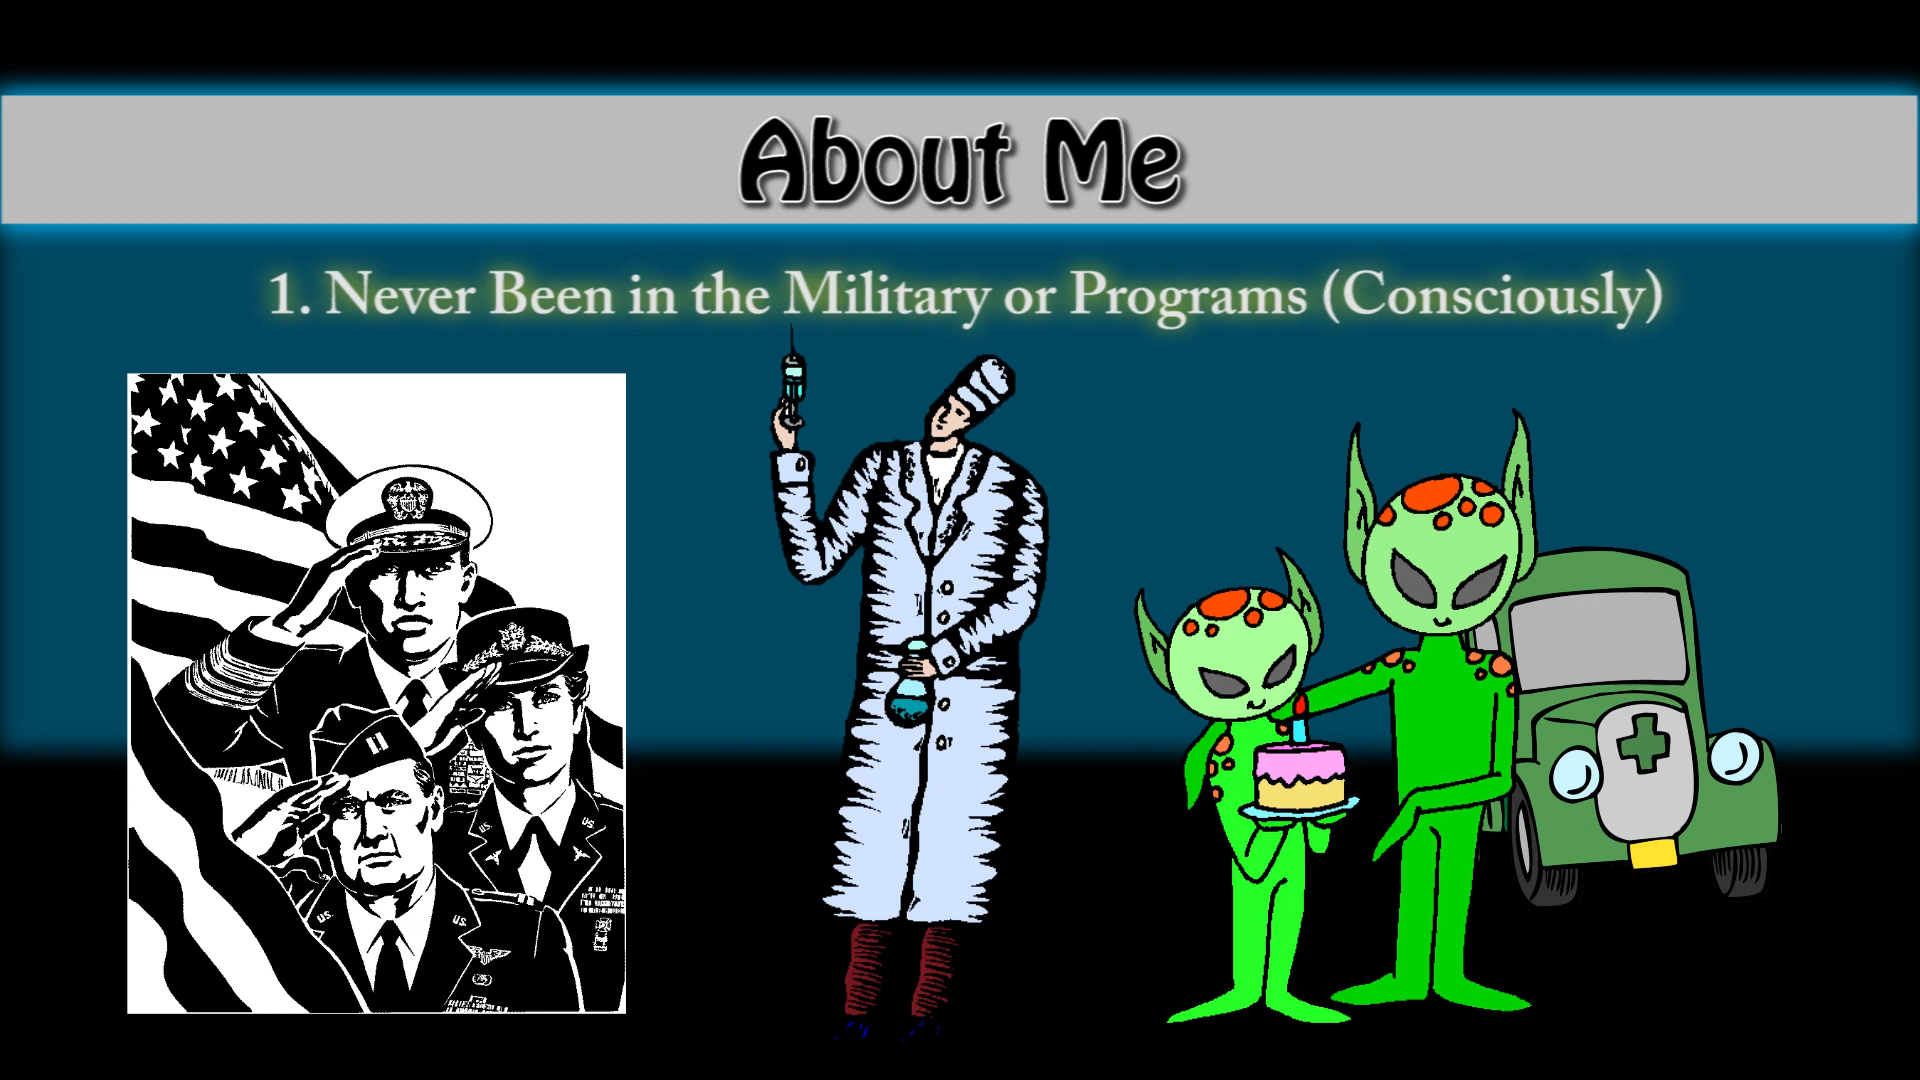 About Me
1. Never Been in the Military or Programs (Consciously)
U.S.
U.S.
U.S.
U.S.